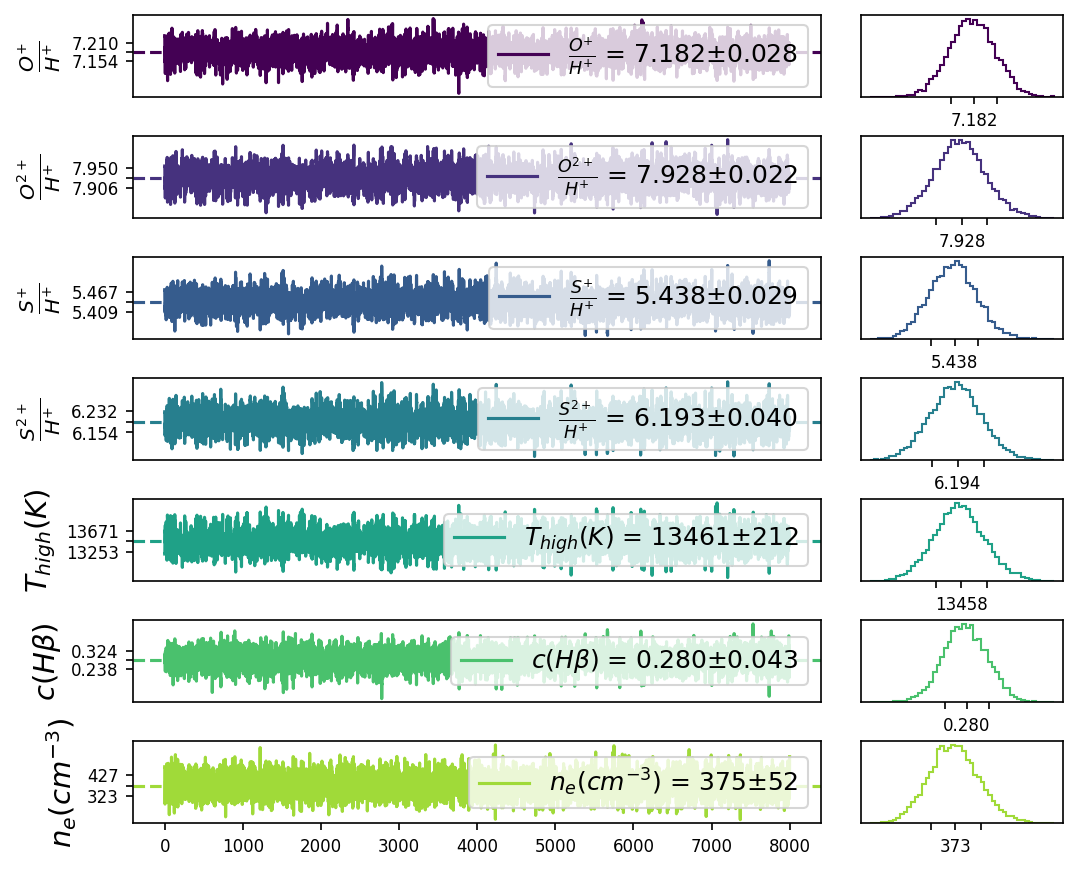 O⁺/H⁺
7.210
7.154
O⁺/H⁺ = 7.182±0.028
7.182
O²⁺/H⁺
7.950
7.906
O²⁺/H⁺ = 7.928±0.022
7.928
S⁺/H⁺
5.467
5.409
S⁺/H⁺ = 5.438±0.029
5.438
S²⁺/H⁺
6.232
6.154
S²⁺/H⁺ = 6.193±0.040
6.194
T_high(K)
13671
13253
T_high(K) = 13461±212
13458
c(Hβ)
0.324
0.238
c(Hβ) = 0.280±0.043
0.280
n_e(cm⁻³)
427
323
n_e(cm⁻³) = 375±52
0 1000 2000 3000 4000 5000 6000 7000 8000
373